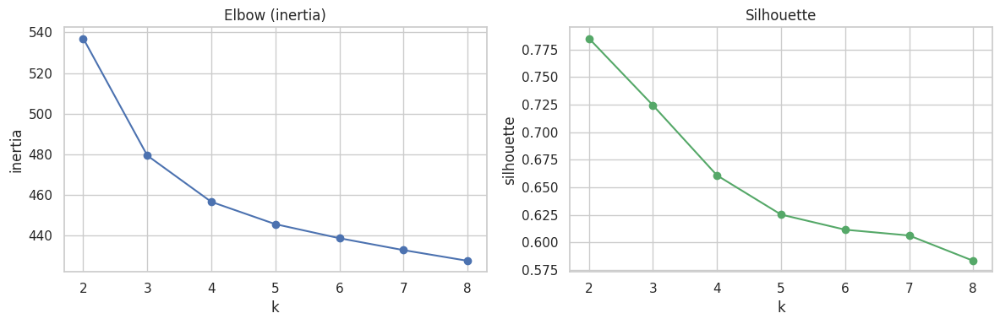 Elbow (inertia)
540
520
500
480
460
440
inertia
2 3 4 5 6 7 8
k
Silhouette
0.775
0.750
0.725
0.700
0.675
0.650
0.625
0.600
0.575
silhouette
2 3 4 5 6 7 8
k